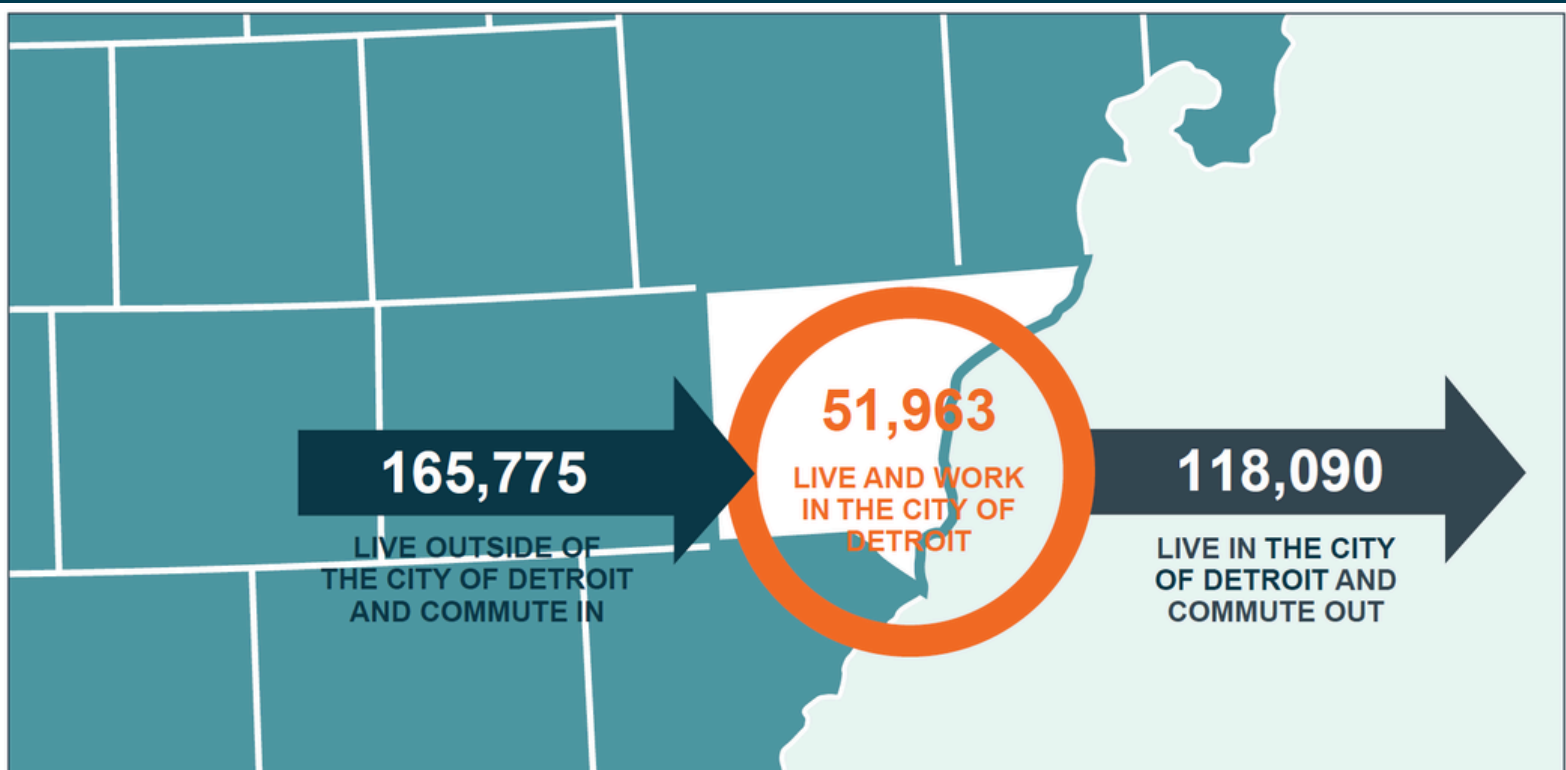 165,775
LIVE OUTSIDE OF
THE CITY OF DETROIT
AND COMMUTE IN
51,963
LIVE AND WORK
IN THE CITY OF
DETROIT
118,090
LIVE IN THE CITY
OF DETROIT AND
COMMUTE OUT